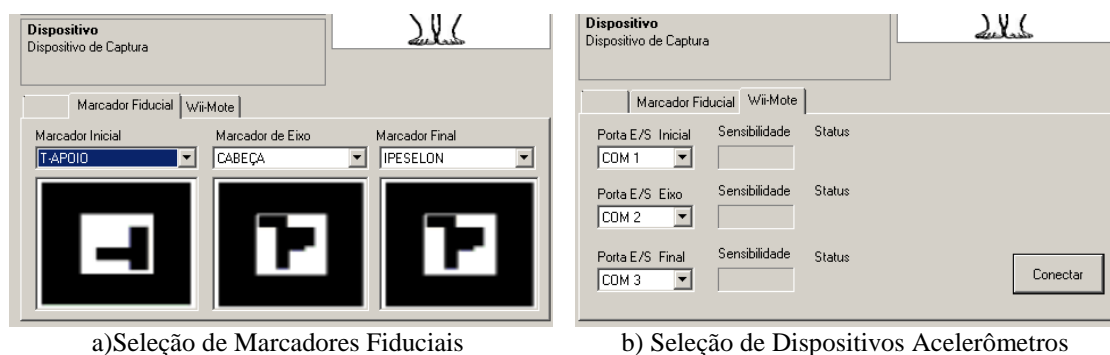 Dispositivo
Dispositivo de Captura
Marcador Fiducial Wii-Mote
Marcador Inicial Marcador de Eixo Marcador Final
T-APOIO CABEÇA IPESELON
a)Seleção de Marcadores Fiduciais
Dispositivo
Dispositivo de Captura
Marcador Fiducial Wii-Mote
Porta E/S Inicial Sensibilidade Status
COM 1
Porta E/S Eixo Sensibilidade Status
COM 2
Porta E/S Final Sensibilidade Status
COM 3 Conectar
b) Seleção de Dispositivos Acelerômetros